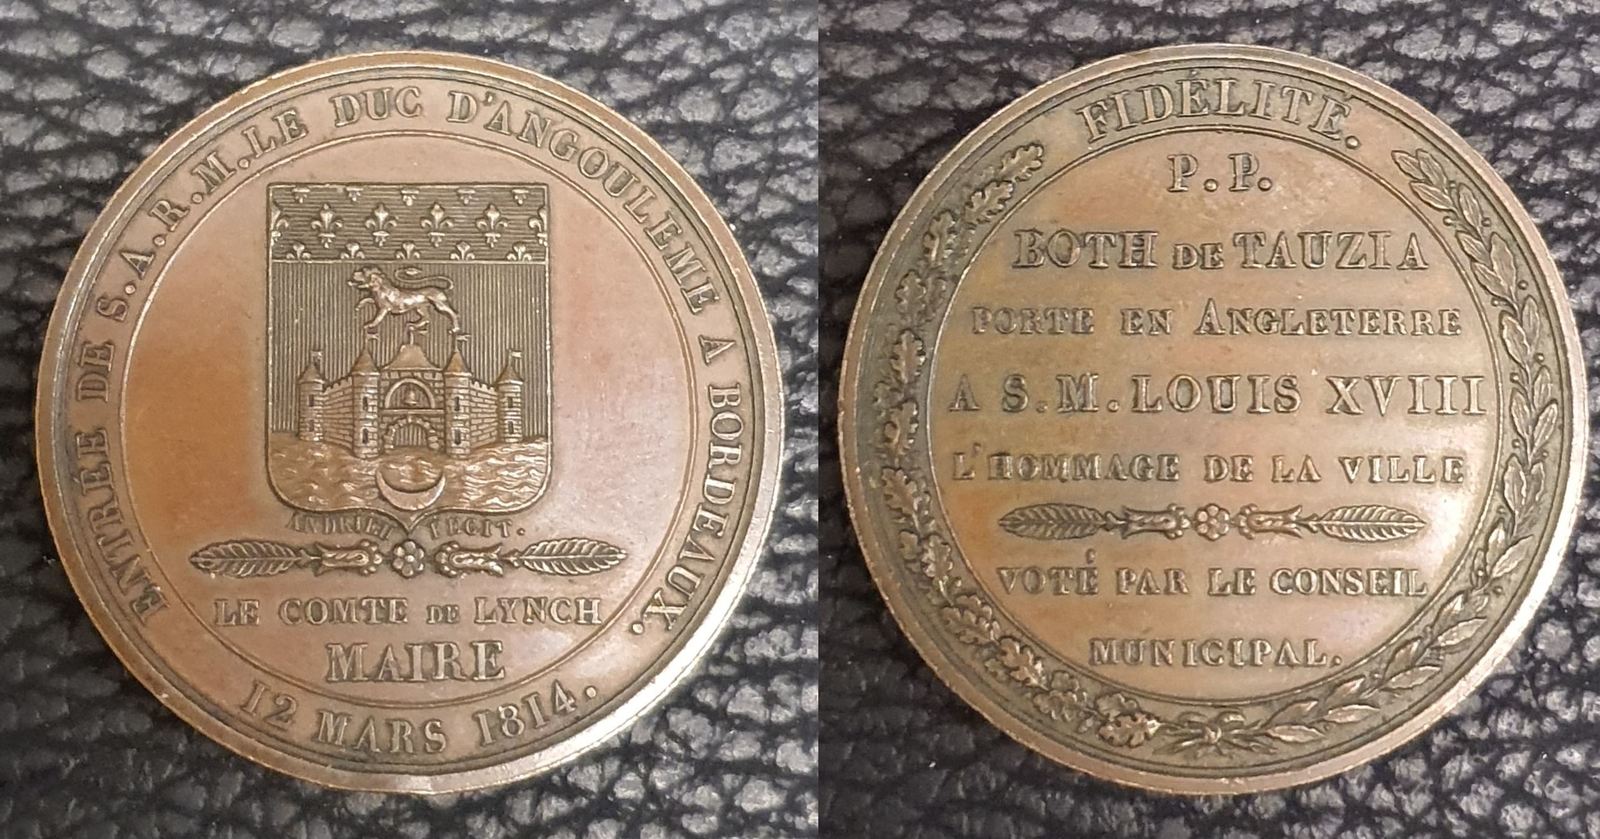 ENTRÉE DE S.A.R.M.LE DUC D'ANGOULEME A BORDEAUX.
ANDRIEU FECIT.
LE COMTE DE LYNCH
MAIRE
12 MARS 1814.
FIDÉLITÉ.
P.P.
BOTH DE TAUZIA
PORTE EN ANGLETERRE
A S.M.LOUIS XVIII
L'HOMMAGE DE LA VILLE
VOTÉ PAR LE CONSEIL
MUNICIPAL.